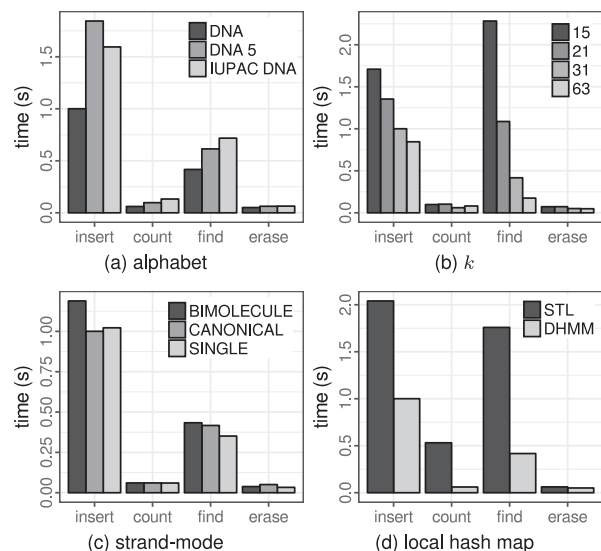 time (s)
0.0 0.5 1.0 1.5
DNA
DNA 5
IUPAC DNA
insert count find erase
(a) alphabet
time (s)
0.0 0.5 1.0 1.5 2.0
15
21
31
63
insert count find erase
(b) k
time (s)
0.00 0.25 0.50 0.75 1.00
BIMOLECULE
CANONICAL
SINGLE
insert count find erase
(c) strand-mode
time (s)
0.0 0.5 1.0 1.5 2.0
STL
DHMM
insert count find erase
(d) local hash map